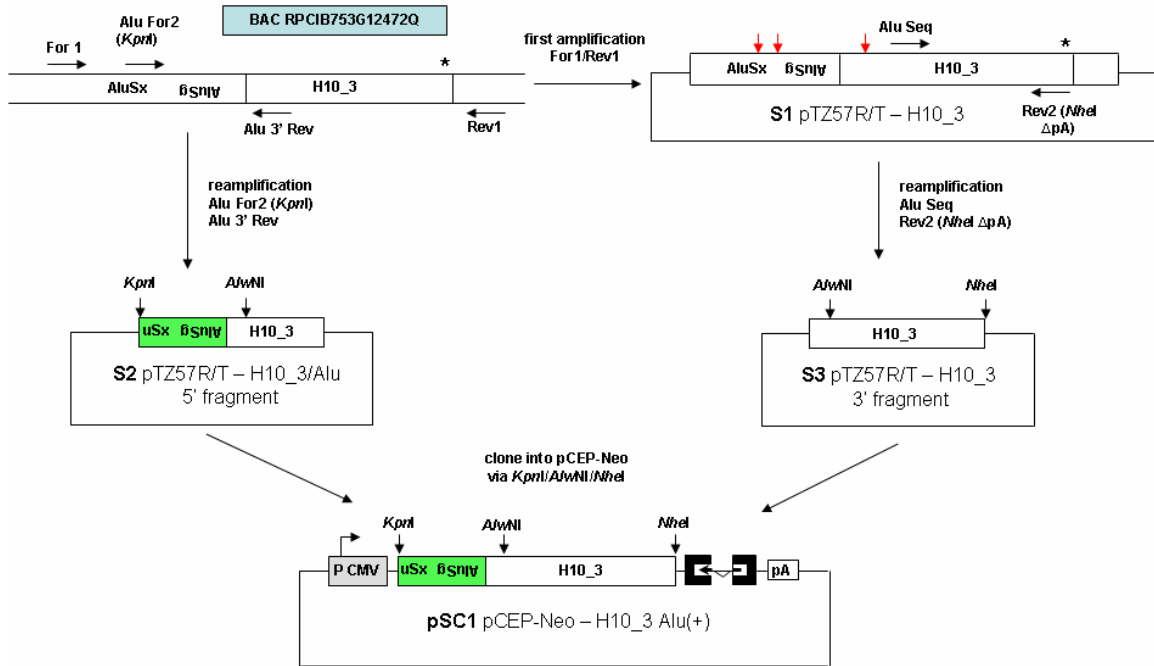 BAC RPCIB753G12472Q
For 1
Alu For2
(KpnI)
*
AluSx
AluSg
H10_3
Alu 3' Rev
Rev1
first amplification
For1/Rev1
Alu Seq
*
AluSx
AluSg
H10_3
S1 pTZ57R/T – H10_3
Rev2 (NheI
ΔpA)
reamplification
Alu For2 (KpnI)
Alu 3' Rev
reamplification
Alu Seq
Rev2 (NheI ΔpA)
KpnI
AlwNI
uSx
AluSg
H10_3
S2 pTZ57R/T – H10_3/Alu
5' fragment
AlwNI
NheI
H10_3
S3 pTZ57R/T – H10_3
3' fragment
clone into pCEP-Neo
via KpnI/AlwNI/NheI
KpnI
AlwNI
NheI
P CMV
uSx
AluSg
H10_3
pA
pSC1 pCEP-Neo – H10_3 Alu(+)